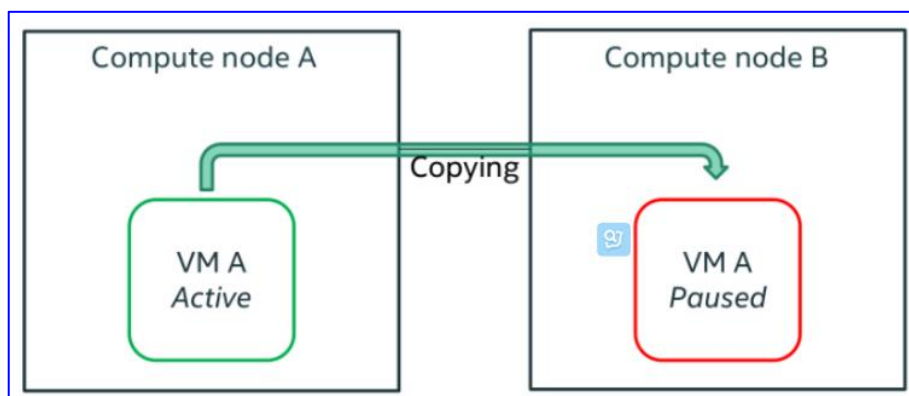 Compute node A
Compute node B
Copying
VM A
Active
VM A
Paused